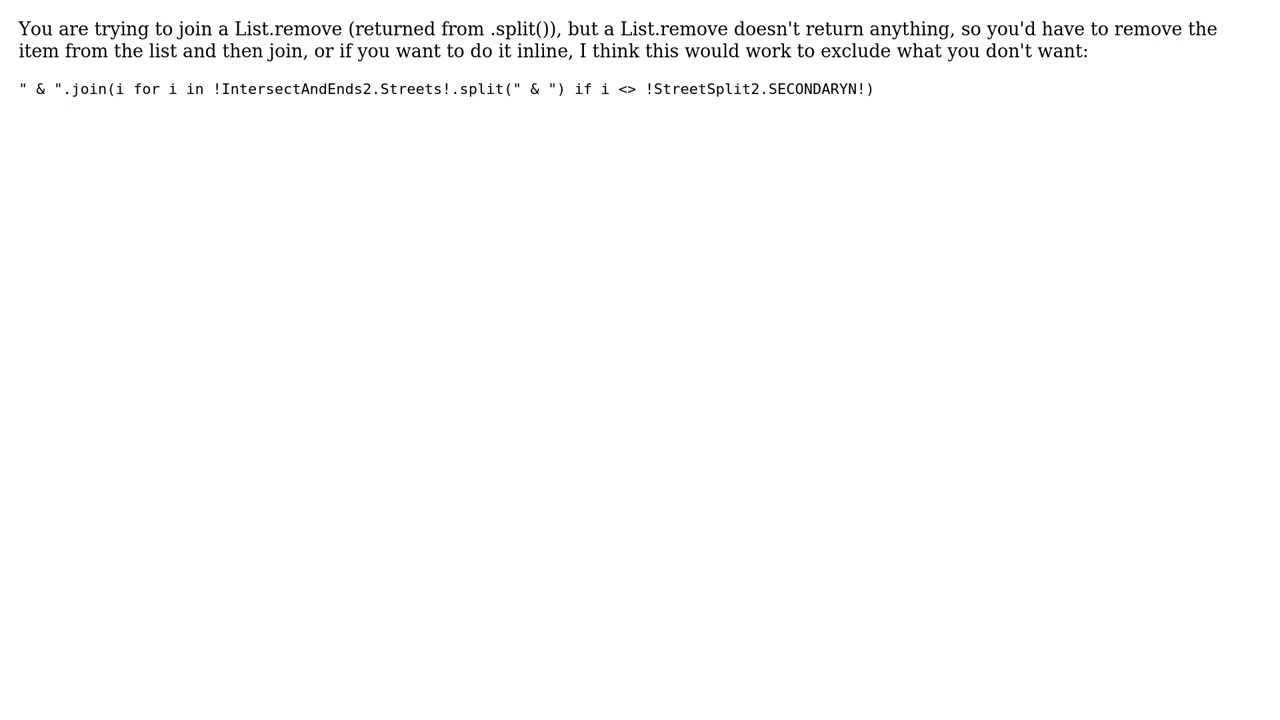 You are trying to join a List.remove (returned from .split()), but a List.remove doesn't return anything, so you'd have to remove the
item from the list and then join, or if you want to do it inline, I think this would work to exclude what you don't want:
" & ".join(i for i in !IntersectAndEnds2.Streets!.split(" & ") if i <> !StreetSplit2.SECONDARYN!)